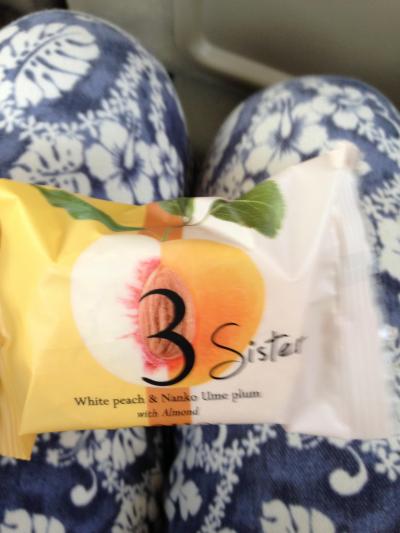 3 Sister
White peach & Nanko Ume plum
with Almond